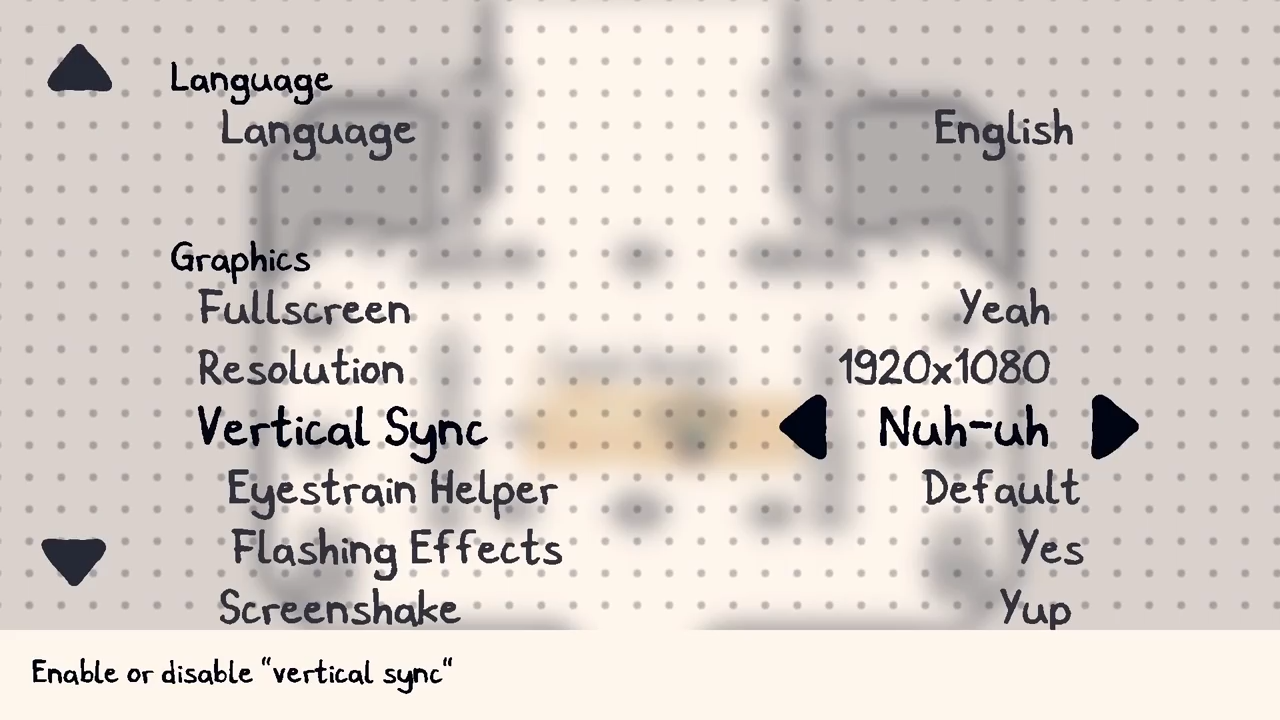 Language
Language English
Graphics
Fullscreen Yeah
Resolution 1920x1080
Vertical Sync Nuh-uh
Eyestrain Helper Default
Flashing Effects Yes
Screenshake Yup
Enable or disable "vertical sync"